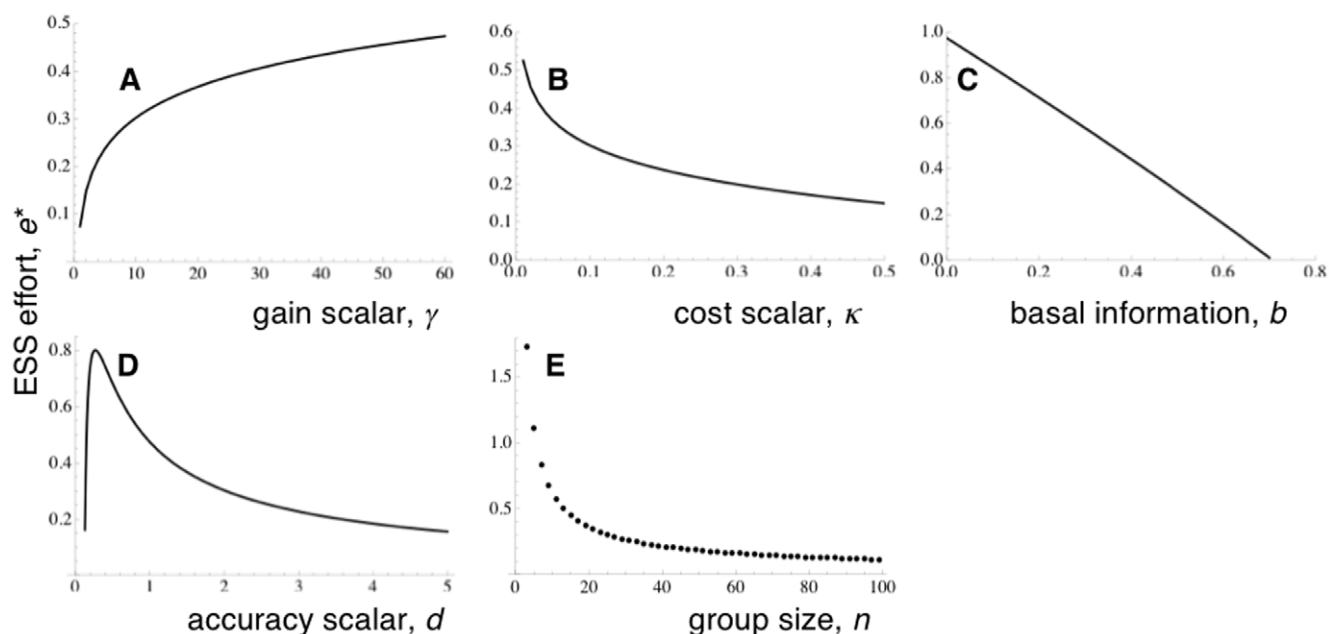 A
0.5
0.4
0.3
0.2
0.1
0 10 20 30 40 50 60
gain scalar, γ
B
0.6
0.5
0.4
0.3
0.2
0.1
0.0
0.0 0.1 0.2 0.3 0.4 0.5
cost scalar, κ
C
1.0
0.8
0.6
0.4
0.2
0.0
0.0 0.2 0.4 0.6 0.8
basal information, b
ESS effort, e*
D
0.8
0.6
0.4
0.2
0 1 2 3 4 5
accuracy scalar, d
E
1.5
1.0
0.5
0 20 40 60 80 100
group size, n